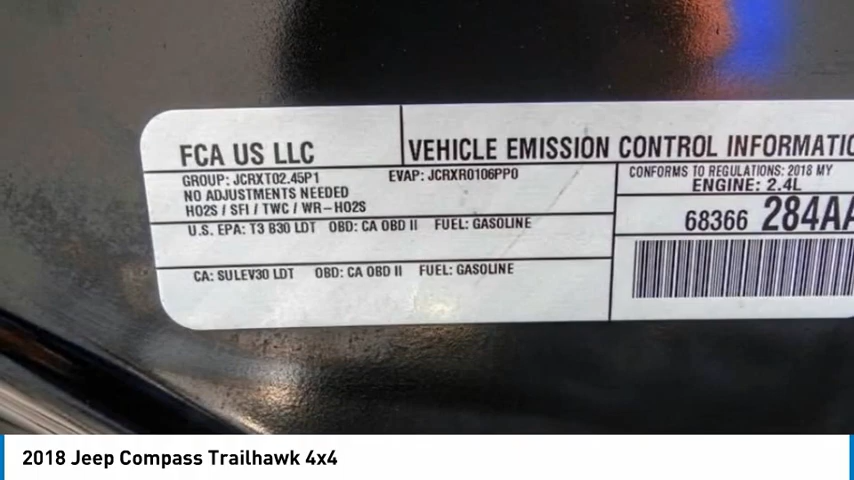 FCA US LLC
VEHICLE EMISSION CONTROL
GROUP: JCRXT02.45P1
EVAP: JCRXR0106PP0
NO ADJUSTMENTS NEEDED
HO2S / SFI / TWC / WR-HO2S
CONFORMS TO REGULATIONS: 2018 MY
ENGINE: 2.4L
U.S. EPA: T3 B30 LDT OBD: CA OBD II FUEL: GASOLINE
68366 284A
CA: SULEV30 LDT OBD: CA OBD II FUEL: GASOLINE
2018 Jeep Compass Trailhawk 4x4